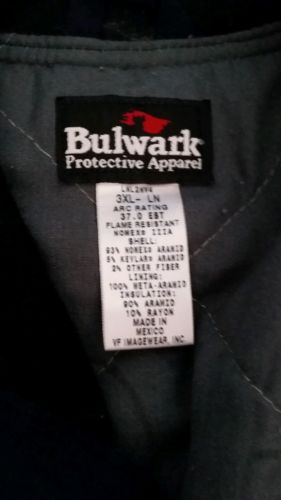 Bulwark
Protective Apparel
LNL2NV4
3XL- LN
ARC RATING
37.0 EBT
FLAME RESISTANT
NOMEX® IIIA
SHELL:
93% NOMEX® ARAMID
5% KEVLAR® ARAMID
2% OTHER FIBER
LINING:
100% META-ARAMID
INSULATION:
90% ARAMID
10% RAYON
MADE IN
MEXICO
VF IMAGEWEAR, INC.